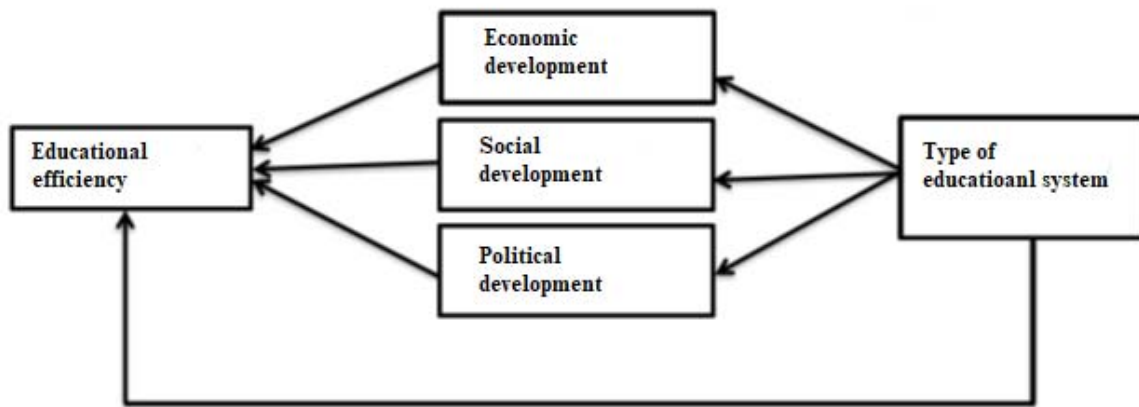 Economic
development
Educational
efficiency
Social
development
Type of
educatioanl system
Political
development